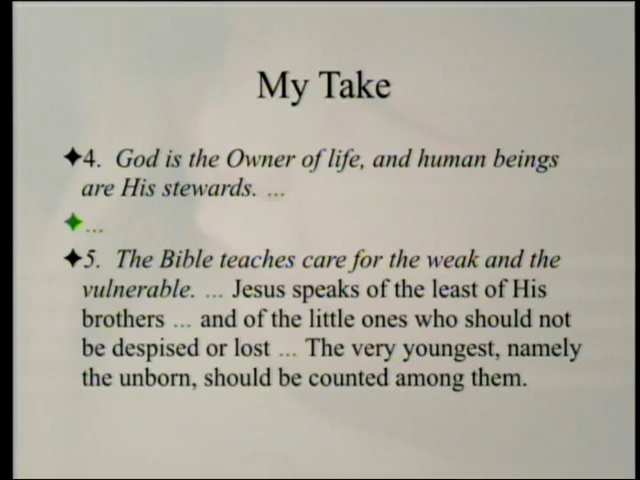 My Take
✦4. God is the Owner of life, and human beings
are His stewards. ...
✦...
✦5. The Bible teaches care for the weak and the
vulnerable. ... Jesus speaks of the least of His
brothers ... and of the little ones who should not
be despised or lost ... The very youngest, namely
the unborn, should be counted among them.